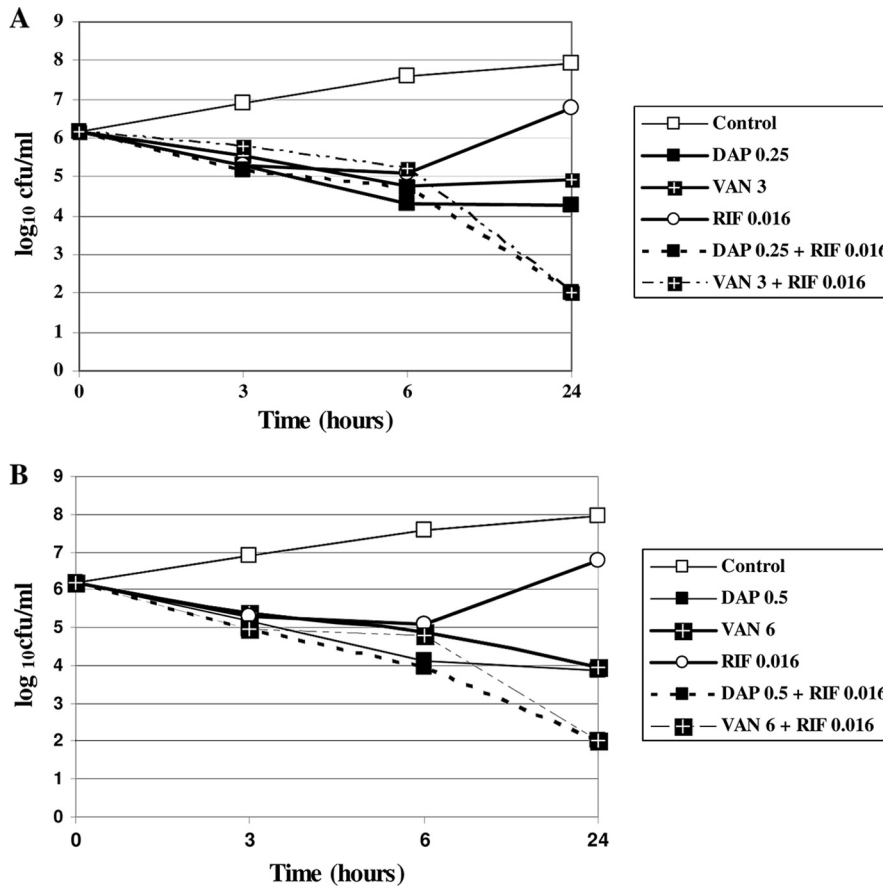 A
9
8
7
6
5
4
3
2
1
0
log10 cfu/ml
0 3 6 24
Time (hours)
Control
DAP 0.25
VAN 3
RIF 0.016
DAP 0.25 + RIF 0.016
VAN 3 + RIF 0.016
B
9
8
7
6
5
4
3
2
1
0
log 10cfu/ml
0 3 6 24
Time (hours)
Control
DAP 0.5
VAN 6
RIF 0.016
DAP 0.5 + RIF 0.016
VAN 6 + RIF 0.016